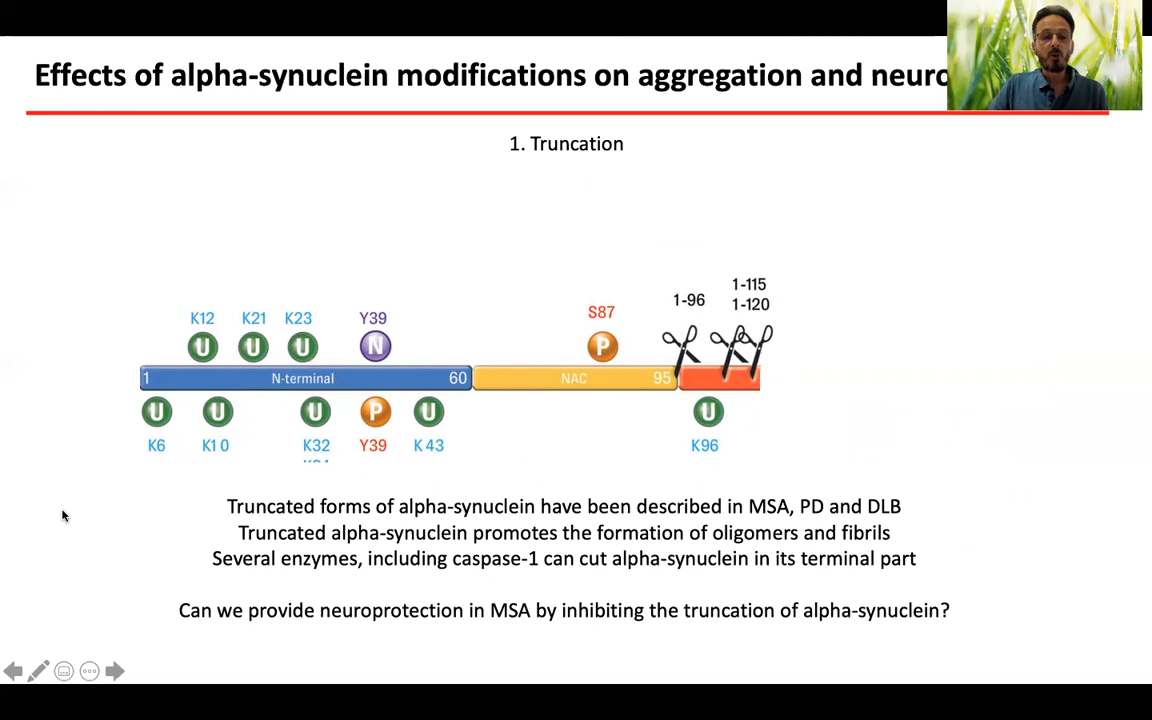 Effects of alpha-synuclein modifications on aggregation and neuro
1. Truncation
1-115
1-96
1-120
K12 K21 K23 Y39 S87
U U U N P
1 N-terminal 60 NAC 95
U U U P U U
K6 K10 K32 Y39 K 43 K96
Truncated forms of alpha-synuclein have been described in MSA, PD and DLB
Truncated alpha-synuclein promotes the formation of oligomers and fibrils
Several enzymes, including caspase-1 can cut alpha-synuclein in its terminal part
Can we provide neuroprotection in MSA by inhibiting the truncation of alpha-synuclein?